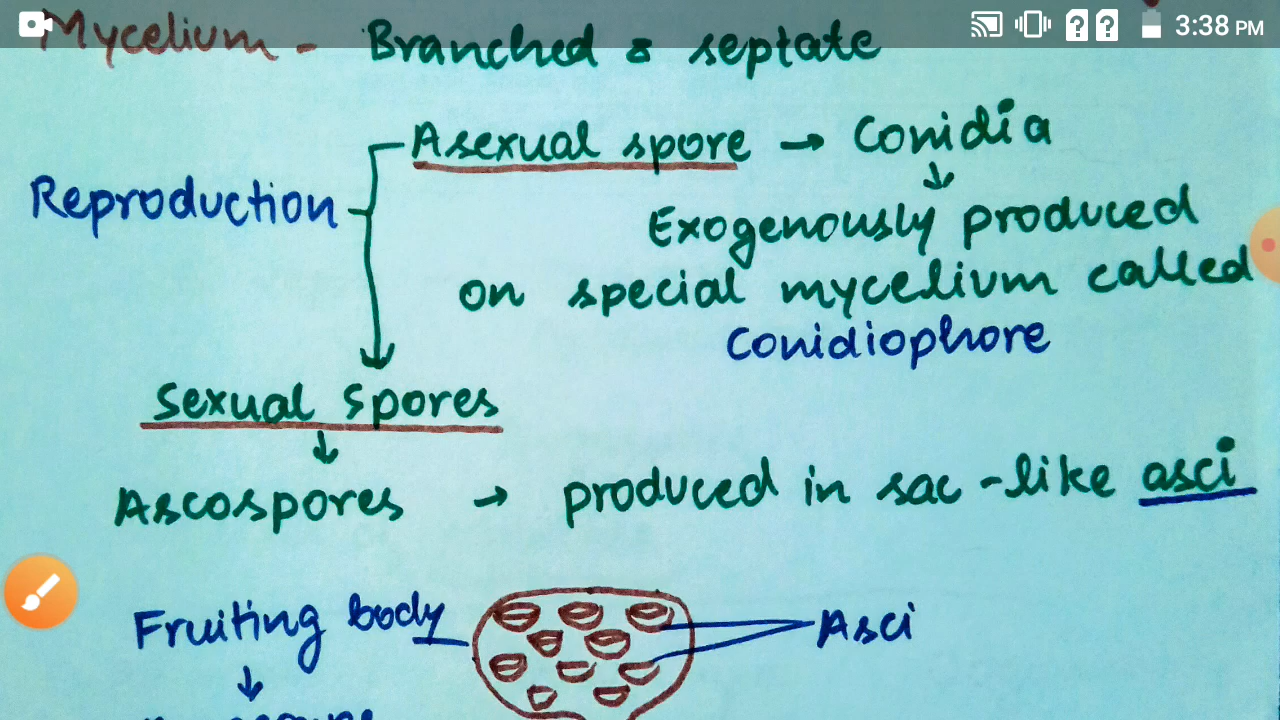 3:38 PM
Mycelium - Branched & septate
Asexual spore → Conidia
↓
Reproduction
Exogenously produced
on special mycelium called
Conidiophore
Sexual Spores
↓
Ascospores → produced in sac-like asci
Fruiting body
Asci
↓